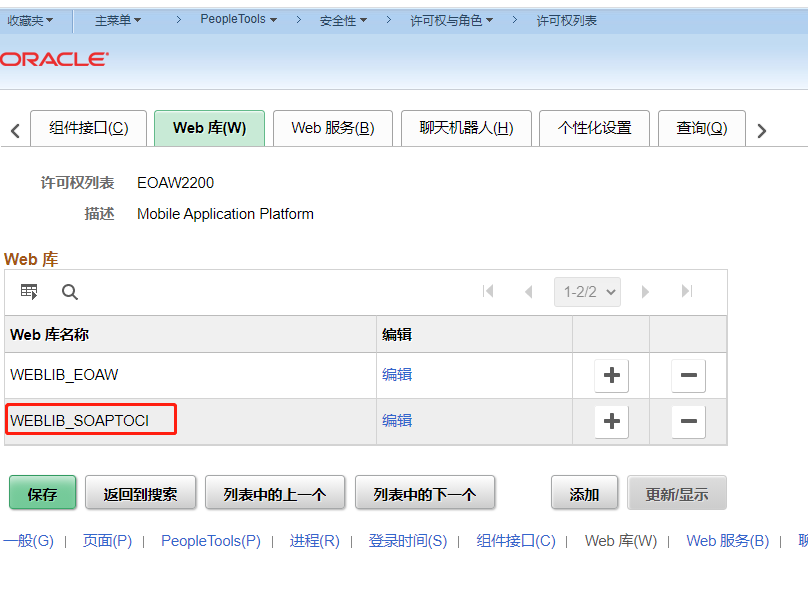 收藏夹 主菜单 PeopleTools 安全性 许可权与角色 许可权列表
ORACLE
组件接口(C) Web 库(W) Web 服务(B) 聊天机器人(H) 个性化设置 查询(Q)
许可权列表 EOAW2200
描述 Mobile Application Platform
Web 库
1-2/2
Web 库名称 编辑
WEBLIB_EOAW 编辑
WEBLIB_SOAPTOCI 编辑
保存 返回到搜索 列表中的上一个 列表中的下一个 添加 更新/显示
一般(G) | 页面(P) | PeopleTools(P) | 进程(R) | 登录时间(S) | 组件接口(C) | Web 库(W) | Web 服务(B) |